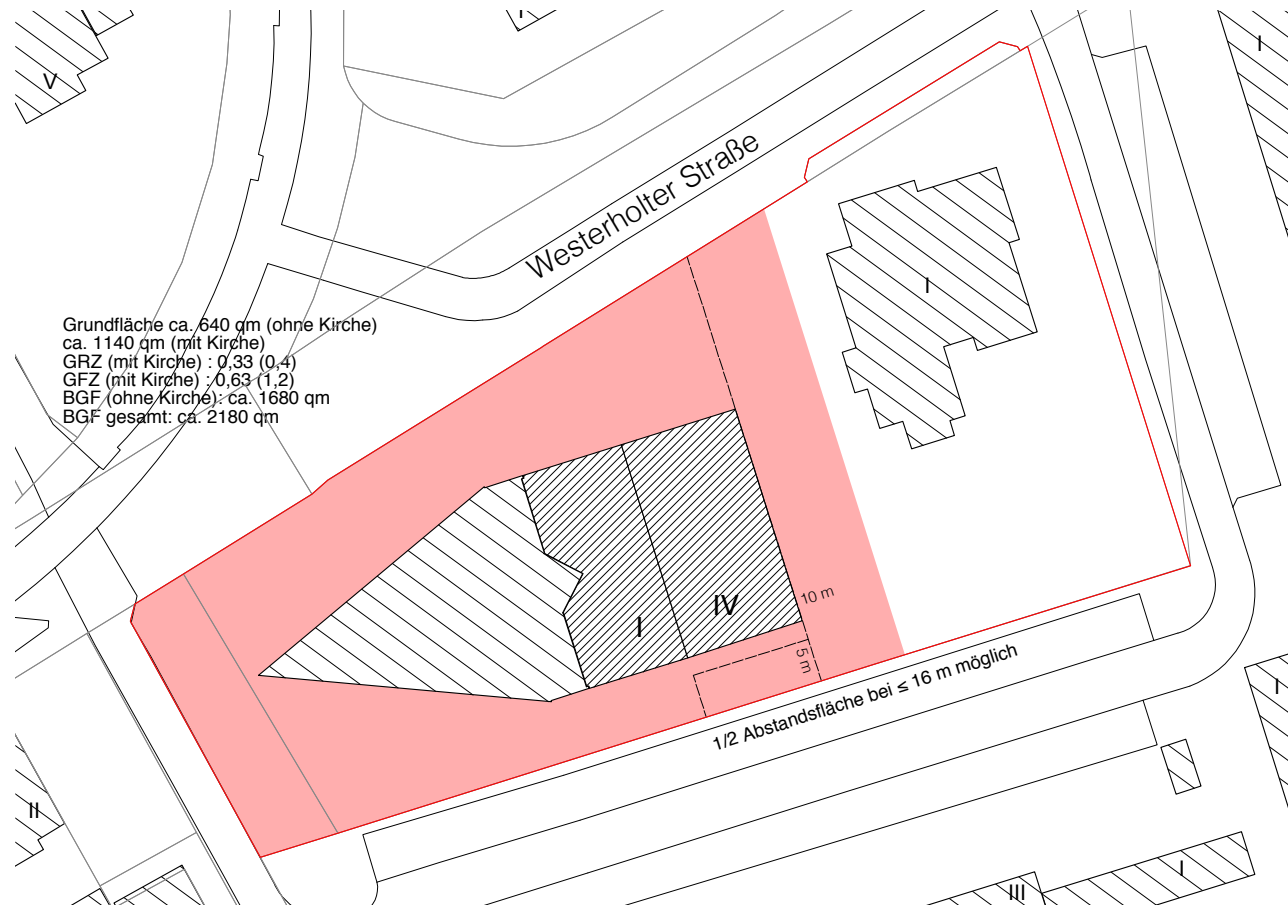 V
I
I
Westerholter Straße
I
Grundfläche ca. 640 qm (ohne Kirche)
ca. 1140 qm (mit Kirche)
GRZ (mit Kirche) : 0,33 (0,4)
GFZ (mit Kirche) : 0,63 (1,2)
BGF (ohne Kirche): ca. 1680 qm
BGF gesamt: ca. 2180 qm
10 m
IV
I
5 m
1/2 Abstandsfläche bei ≤ 16 m möglich
I
II
I
III